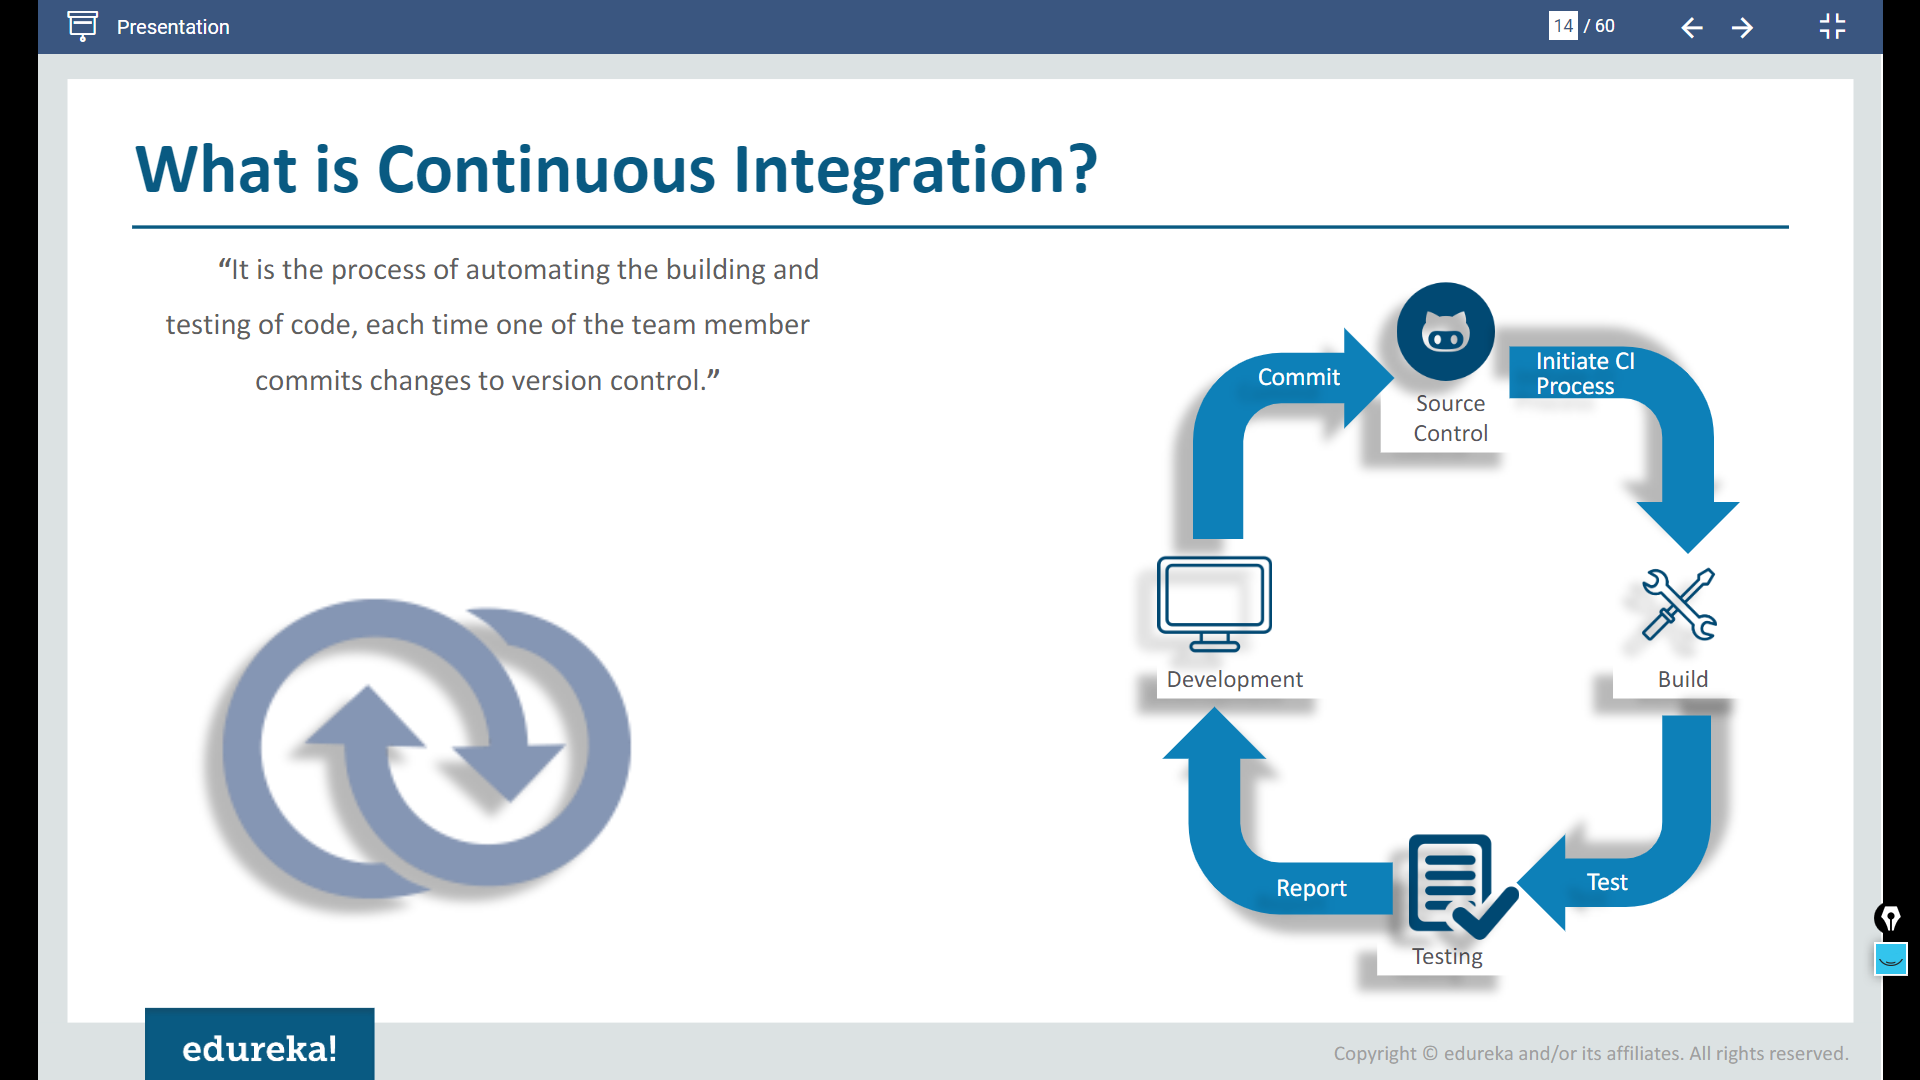 Presentation
14 / 60
What is Continuous Integration?
“It is the process of automating the building and
testing of code, each time one of the team member
commits changes to version control.”
Commit
Source
Control
Initiate CI
Process
Development
Build
Report
Test
Testing
edureka!
Copyright © edureka and/or its affiliates. All rights reserved.